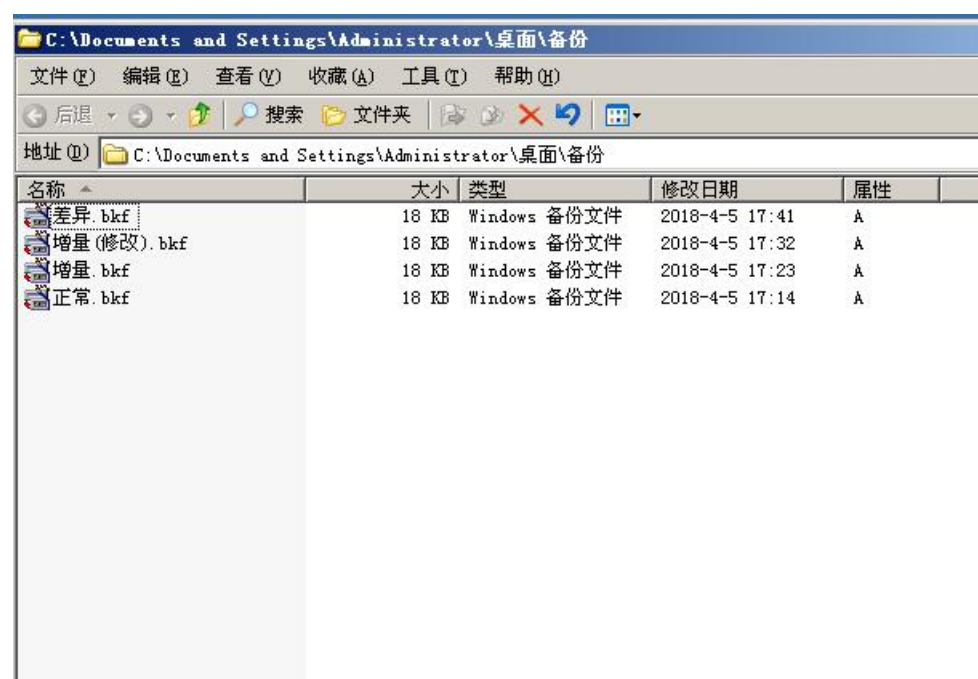 C:\Documents and Settings\Administrator\桌面\备份
文件(F) 编辑(E) 查看(V) 收藏(A) 工具(T) 帮助(H)
后退 搜索 文件夹
地址(D) C:\Documents and Settings\Administrator\桌面\备份
名称 大小 类型 修改日期 属性
差异.bkf 18 KB Windows 备份文件 2018-4-5 17:41 A
增量(修改).bkf 18 KB Windows 备份文件 2018-4-5 17:32 A
增量.bkf 18 KB Windows 备份文件 2018-4-5 17:23 A
正常.bkf 18 KB Windows 备份文件 2018-4-5 17:14 A